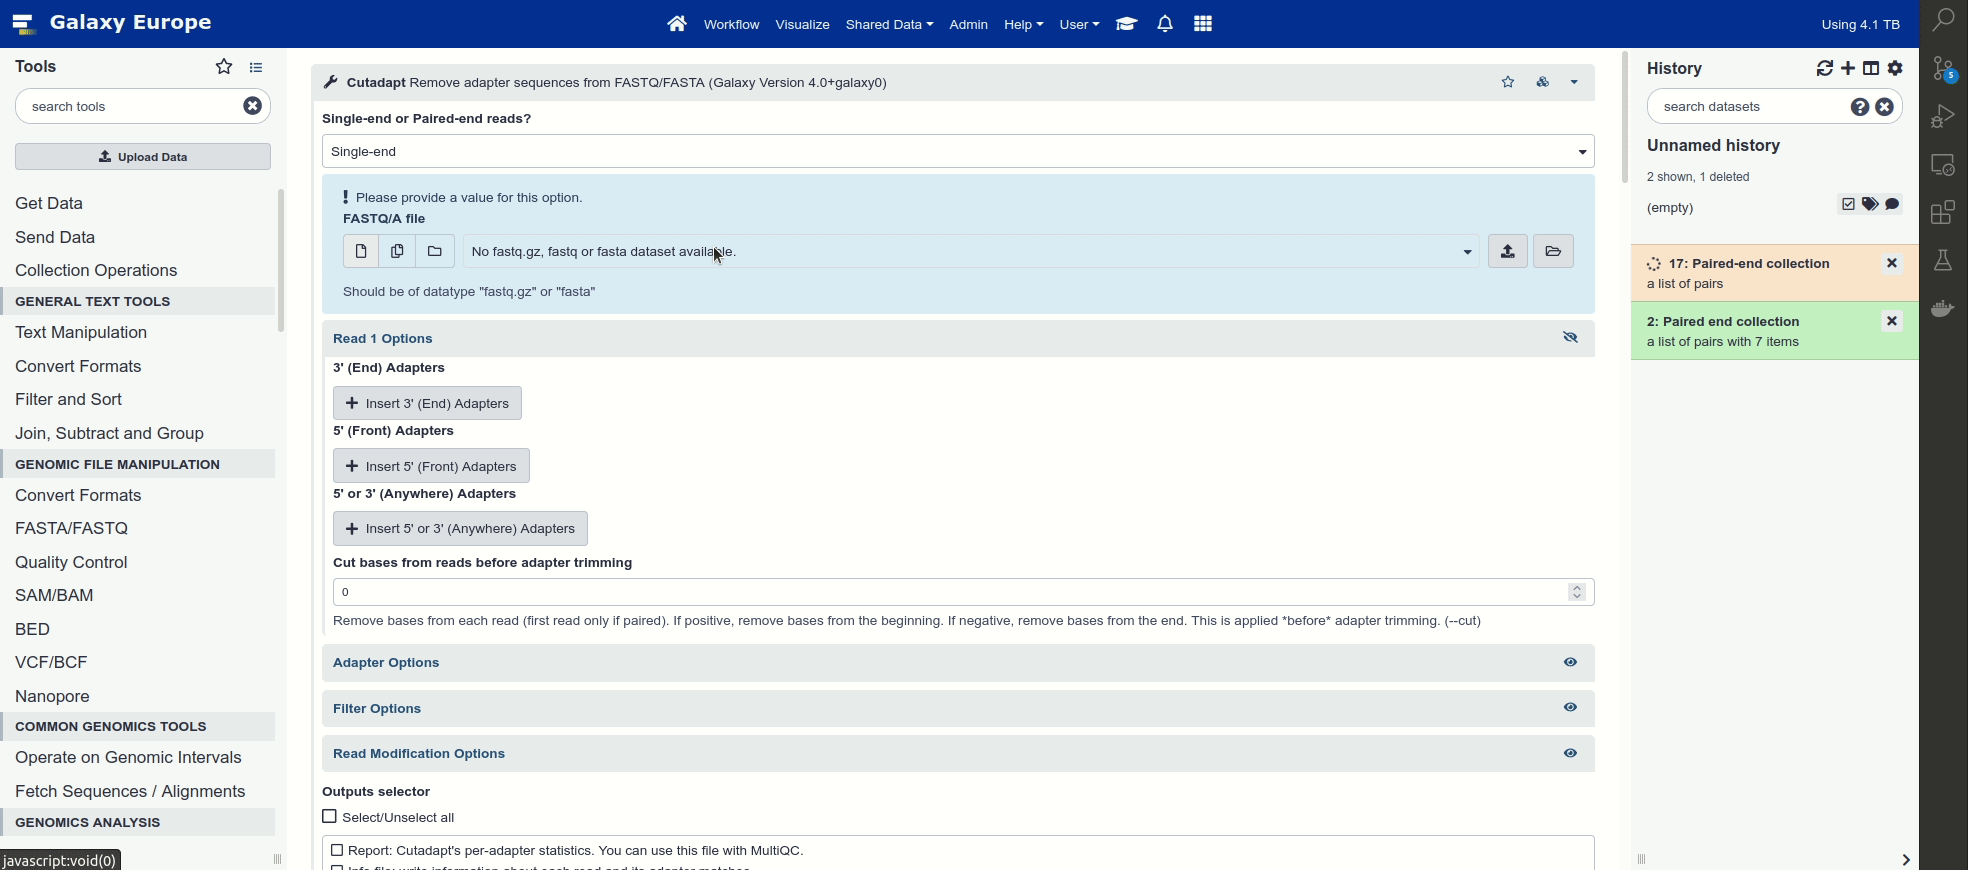 Galaxy Europe
Workflow Visualize Shared Data Admin Help User Using 4.1 TB
Tools
search tools
Upload Data
Get Data
Send Data
Collection Operations
GENERAL TEXT TOOLS
Text Manipulation
Convert Formats
Filter and Sort
Join, Subtract and Group
GENOMIC FILE MANIPULATION
Convert Formats
FASTA/FASTQ
Quality Control
SAM/BAM
BED
VCF/BCF
Nanopore
COMMON GENOMICS TOOLS
Operate on Genomic Intervals
Fetch Sequences / Alignments
GENOMICS ANALYSIS
javascript:void(0)
Cutadapt Remove adapter sequences from FASTQ/FASTA (Galaxy Version 4.0+galaxy0)
Single-end or Paired-end reads?
Single-end
Please provide a value for this option.
FASTQ/A file
No fastq.gz, fastq or fasta dataset available.
Should be of datatype "fastq.gz" or "fasta"
Read 1 Options
3' (End) Adapters
Insert 3' (End) Adapters
5' (Front) Adapters
Insert 5' (Front) Adapters
5' or 3' (Anywhere) Adapters
Insert 5' or 3' (Anywhere) Adapters
Cut bases from reads before adapter trimming
0
Remove bases from each read (first read only if paired). If positive, remove bases from the beginning. If negative, remove bases from the end. This is applied *before* adapter trimming. (--cut)
Adapter Options
Filter Options
Read Modification Options
Outputs selector
Select/Unselect all
Report: Cutadapt's per-adapter statistics. You can use this file with MultiQC.
Info file: write information about each read and its adapter matches.
History
search datasets
Unnamed history
2 shown, 1 deleted
(empty)
17: Paired-end collection
a list of pairs
2: Paired end collection
a list of pairs with 7 items
5